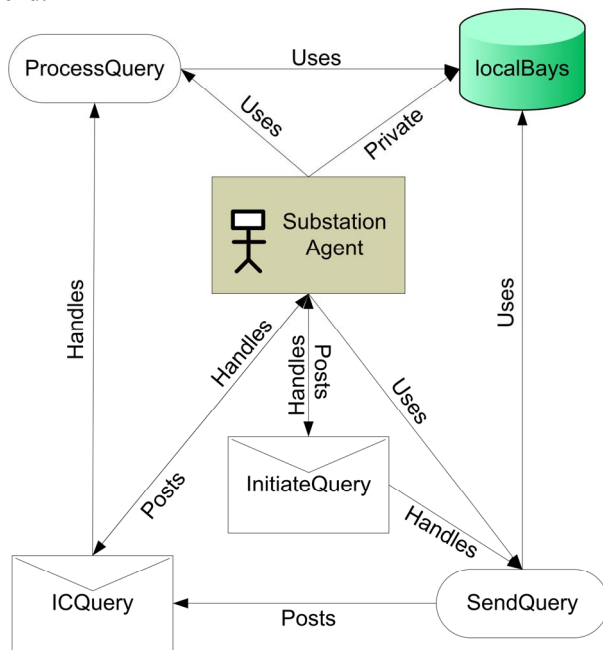 ProcessQuery
Uses
localBays
Uses
Private
Substation
Agent
Handles
Handles
Posts
Handles
Uses
Uses
Posts
InitiateQuery
Handles
ICQuery
Posts
SendQuery